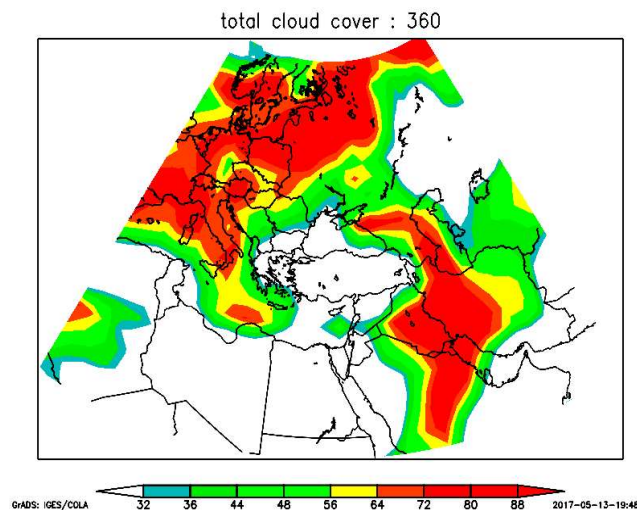 total cloud cover : 360
32 36 44 48 56 64 72 80 88
GrADS: IGES/COLA
2017-05-13-19:48